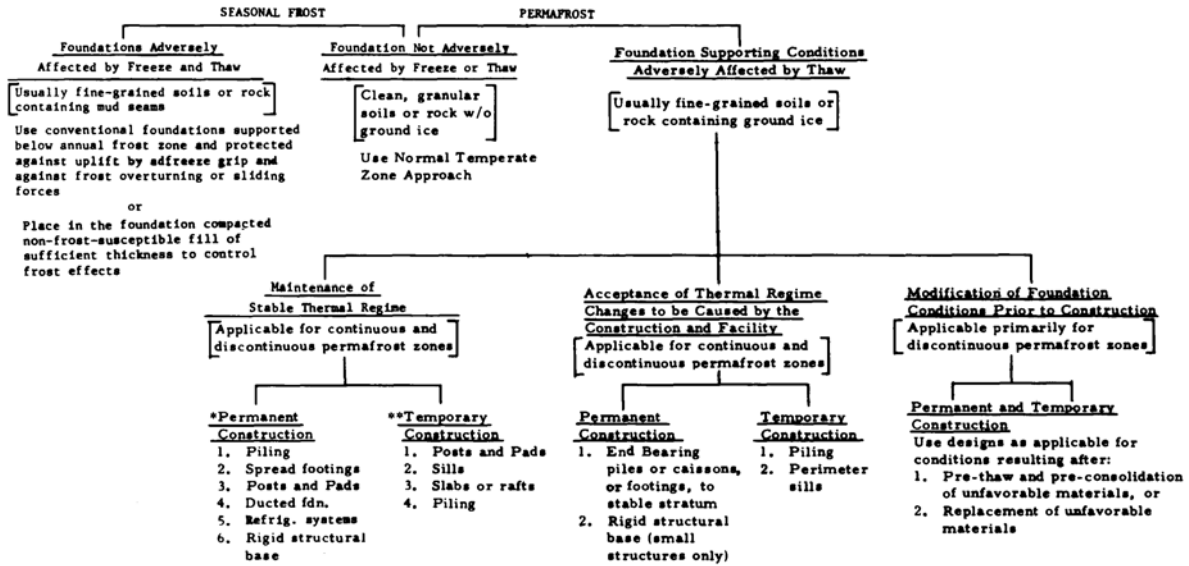 SEASONAL FROST
PERMAFROST
Foundations Adversely
Affected by Freeze and Thaw
[Usually fine-grained soils or rock
containing mud seams]
Use conventional foundations supported
below annual frost zone and protected
against uplift by adfreeze grip and
against frost overturning or sliding
forces
or
Place in the foundation compacted
non-frost-susceptible fill of
sufficient thickness to control
frost effects
Foundation Not Adversely
Affected by Freeze or Thaw
[Clean, granular
soils or rock w/o
ground ice]
Use Normal Temperate
Zone Approach
Foundation Supporting Conditions
Adversely Affected by Thaw
[Usually fine-grained soils or
rock containing ground ice]
Maintenance of
Stable Thermal Regime
[Applicable for continuous and
discontinuous permafrost zones]
*Permanent
Construction
1. Piling
2. Spread footings
3. Posts and Pads
4. Ducted fdn.
5. Refrig. systems
6. Rigid structural
base
**Temporary
Construction
1. Posts and Pads
2. Sills
3. Slabs or rafts
4. Piling
Acceptance of Thermal Regime
Changes to be Caused by the
Construction and Facility
[Applicable for continuous and
discontinuous permafrost zones]
Permanent
Construction
1. End Bearing
piles or caissons,
or footings, to
stable stratum
2. Rigid structural
base (small
structures only)
Temporary
Construction
1. Piling
2. Perimeter
sills
Modification of Foundation
Conditions Prior to Construction
[Applicable primarily for
discontinuous permafrost zones]
Permanent and Temporary
Construction
Use designs as applicable for
conditions resulting after:
1. Pre-thaw and pre-consolidation
of unfavorable materials, or
2. Replacement of unfavorable
materials